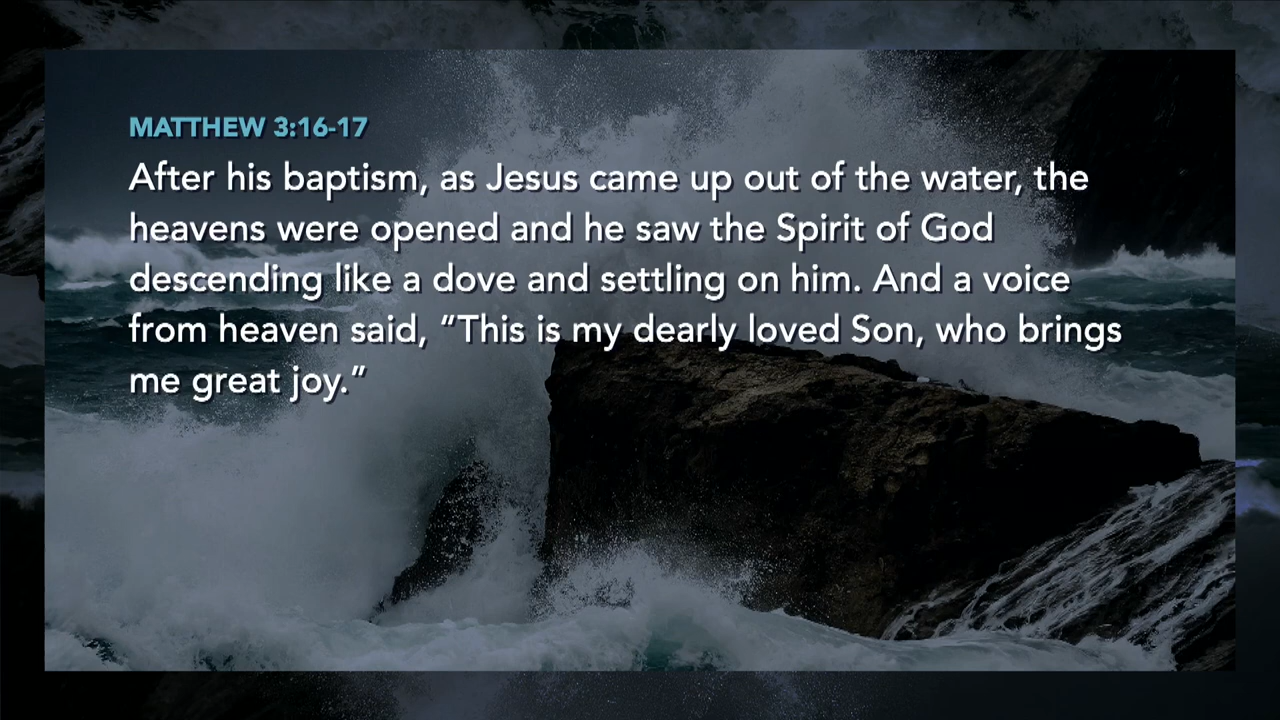 MATTHEW 3:16-17
After his baptism, as Jesus came up out of the water, the
heavens were opened and he saw the Spirit of God
descending like a dove and settling on him. And a voice
from heaven said, “This is my dearly loved Son, who brings
me great joy.”